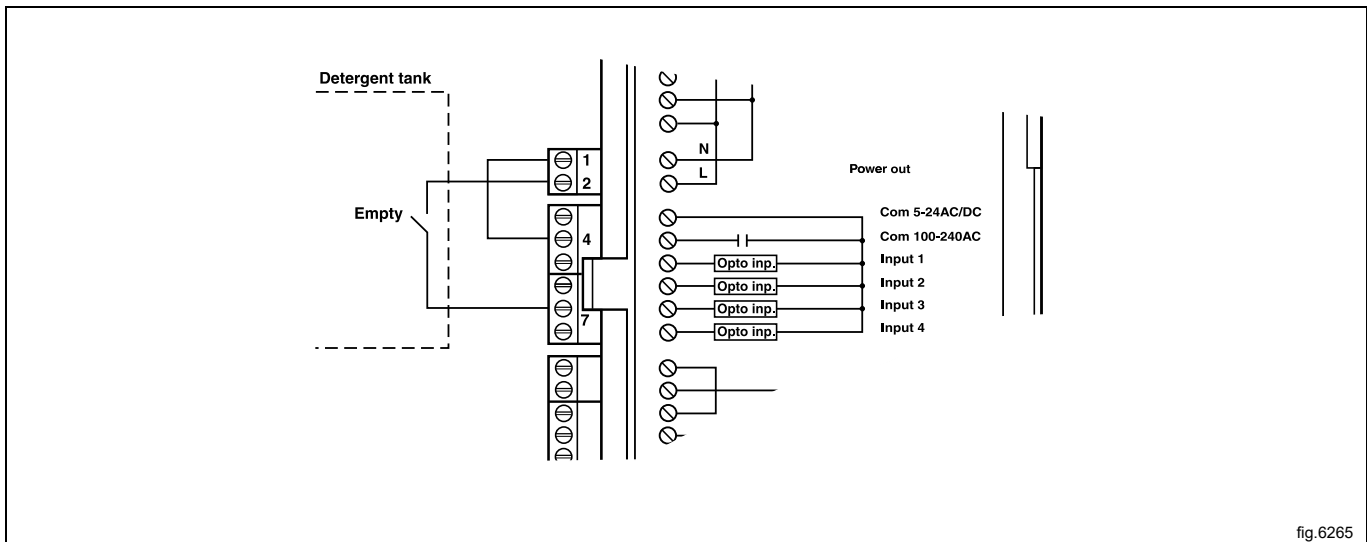 Detergent tank
Empty
1
2
4
7
N
L
Power out
Com 5-24AC/DC
Com 100-240AC
Opto inp. Input 1
Opto inp. Input 2
Opto inp. Input 3
Opto inp. Input 4
fig.6265